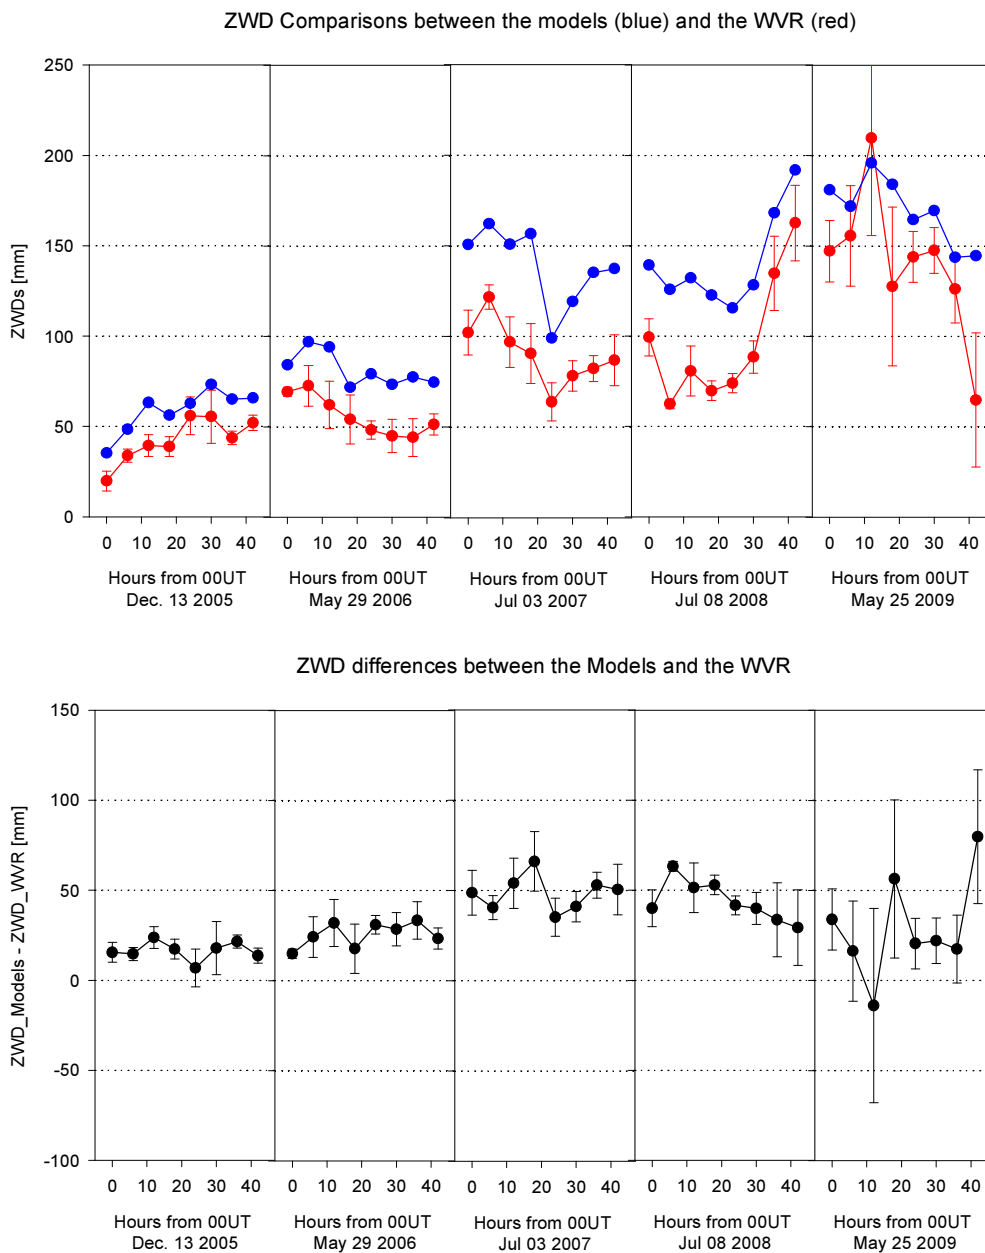 ZWD Comparisons between the models (blue) and the WVR (red)
ZWDs [mm]
250
200
150
100
50
0
0 10 20 30 40 0 10 20 30 40 0 10 20 30 40 0 10 20 30 40 0 10 20 30 40
Hours from 00UT Hours from 00UT Hours from 00UT Hours from 00UT Hours from 00UT
Dec. 13 2005 May 29 2006 Jul 03 2007 Jul 08 2008 May 25 2009
ZWD differences between the Models and the WVR
ZWD_Models - ZWD_WVR [mm]
150
100
50
0
-50
-100
0 10 20 30 40 0 10 20 30 40 0 10 20 30 40 0 10 20 30 40 0 10 20 30 40
Hours from 00UT Hours from 00UT Hours from 00UT Hours from 00UT Hours from 00UT
Dec. 13 2005 May 29 2006 Jul 03 2007 Jul 08 2008 May 25 2009